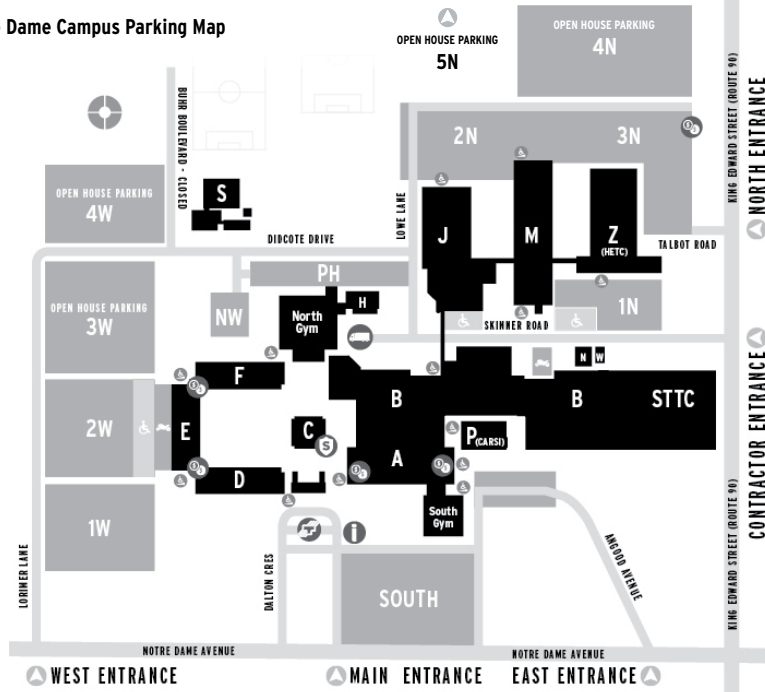 Dame Campus Parking Map
OPEN HOUSE PARKING
5N
OPEN HOUSE PARKING
4N
KING EDWARD STREET (ROUTE 90)
NORTH ENTRANCE
BUHR BOULEVARD - CLOSED
2N
3N
OPEN HOUSE PARKING
4W
S
LOWE LANE
J
M
Z
(HETC)
DIDCOTE DRIVE
TALBOT ROAD
PH
OPEN HOUSE PARKING
3W
NW
H
North
Gym
1N
SKINNER ROAD
CONTRACTOR ENTRANCE
N
W
F
B
B
STTC
2W
E
C
S
P(CARSI)
A
D
1W
South
Gym
LORIMER LANE
DALTON CRES
i
ANGOOD AVENUE
KING EDWARD STREET (ROUTE 90)
SOUTH
NOTRE DAME AVENUE
NOTRE DAME AVENUE
WEST ENTRANCE
MAIN ENTRANCE
EAST ENTRANCE